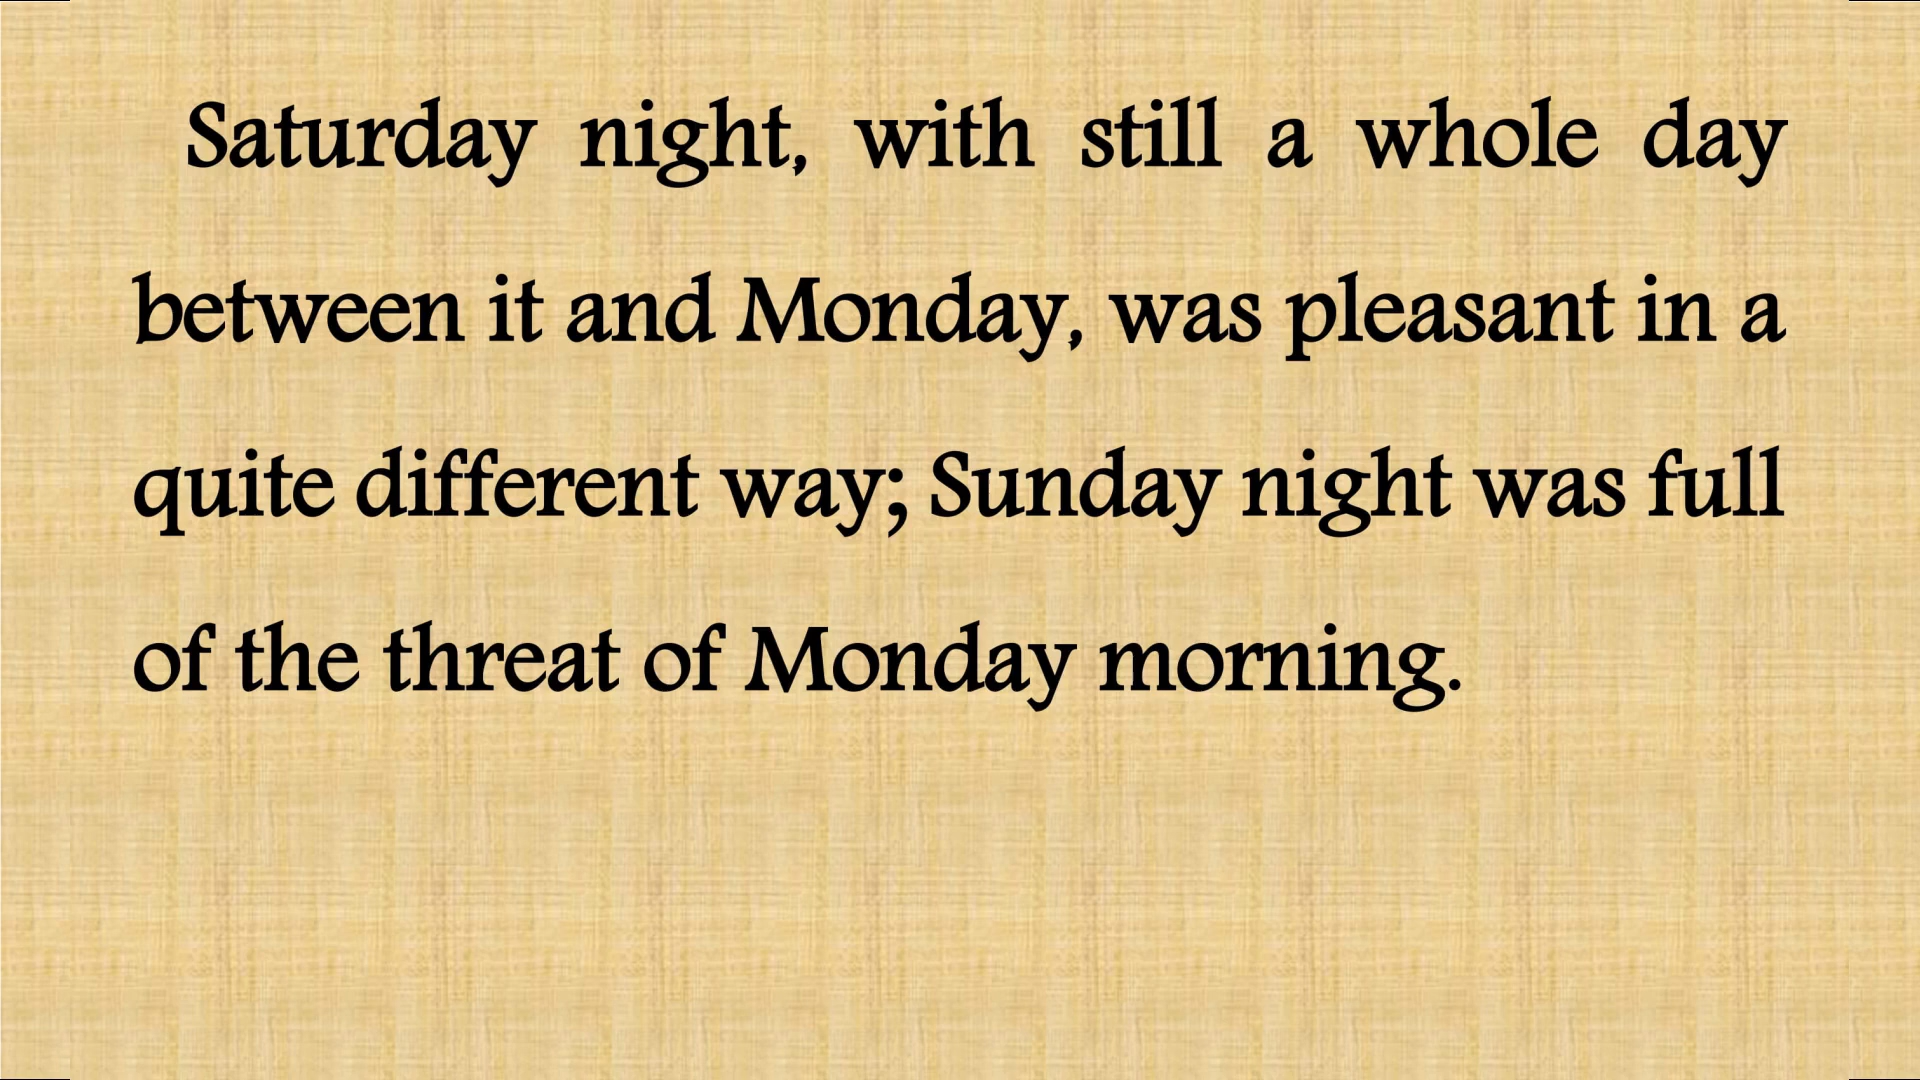 Saturday night, with still a whole day
between it and Monday, was pleasant in a
quite different way; Sunday night was full
of the threat of Monday morning.